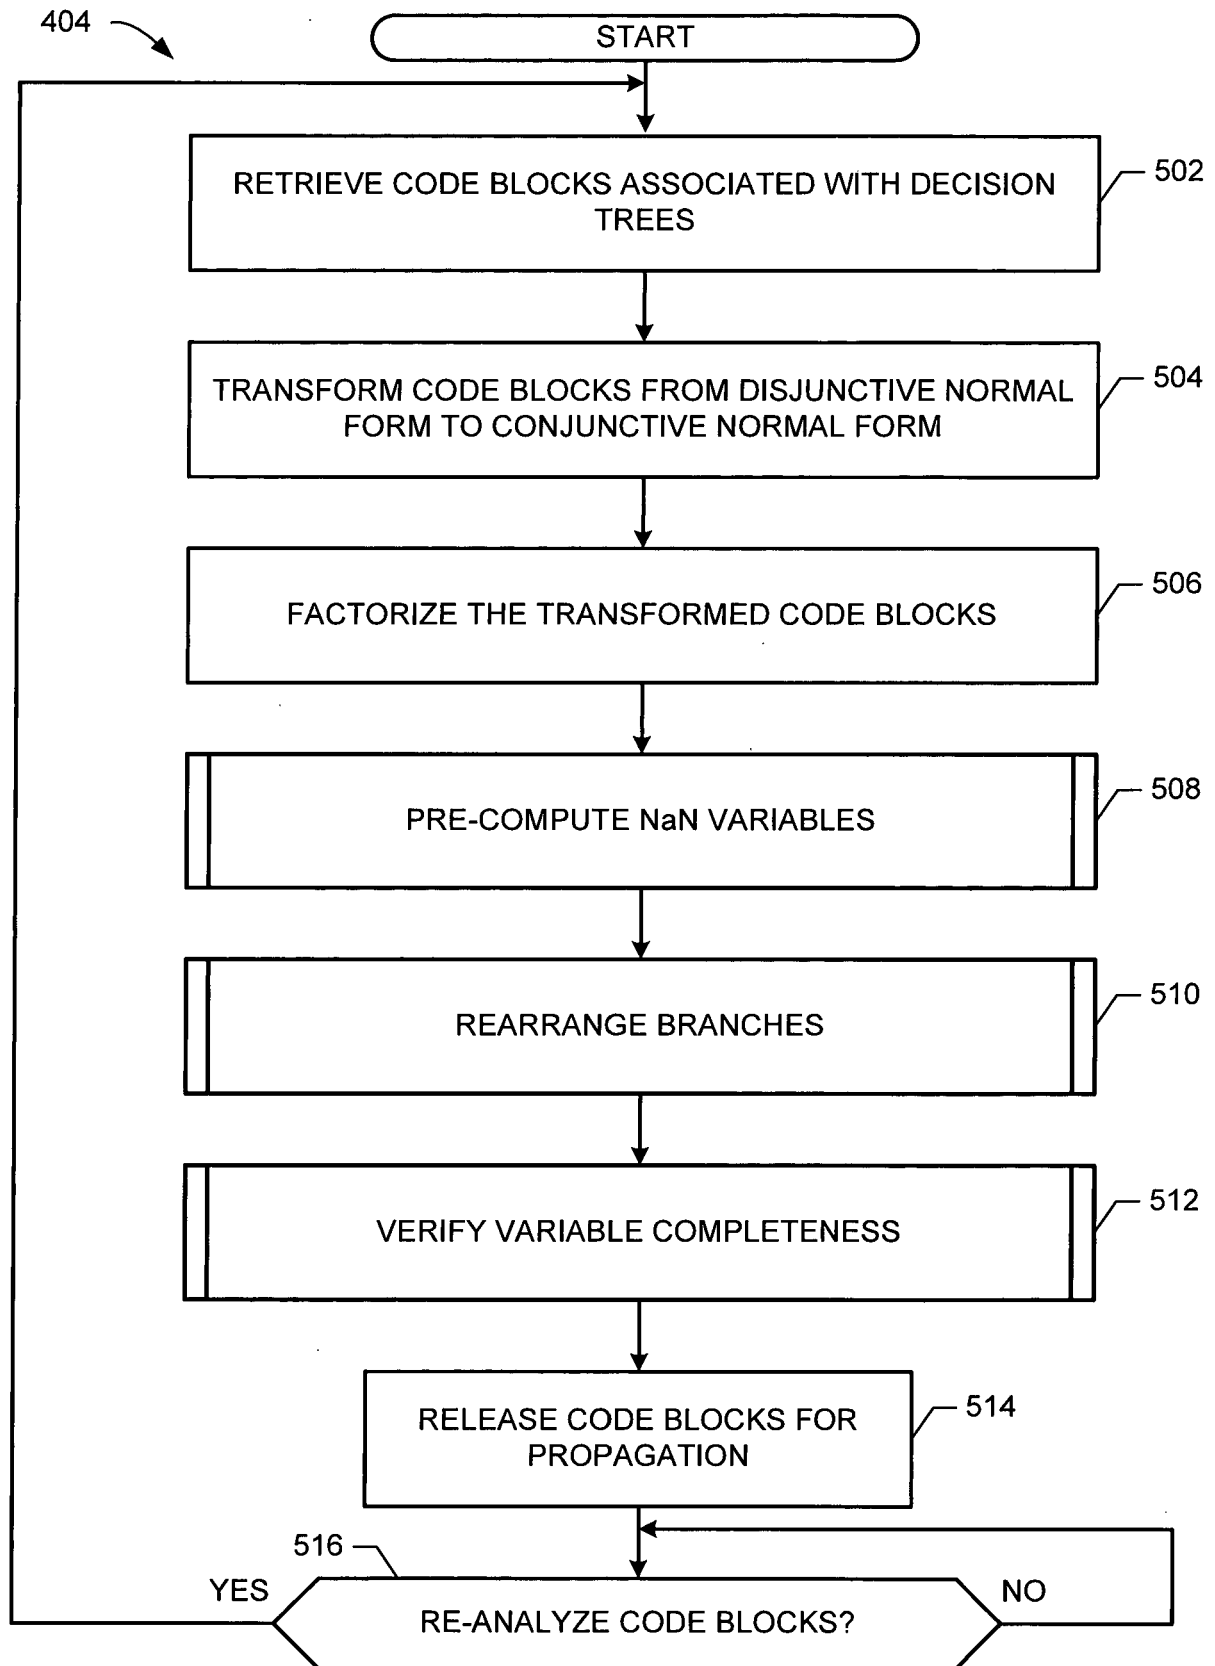 404
START
RETRIEVE CODE BLOCKS ASSOCIATED WITH DECISION
TREES
502
TRANSFORM CODE BLOCKS FROM DISJUNCTIVE NORMAL
FORM TO CONJUNCTIVE NORMAL FORM
504
FACTORIZE THE TRANSFORMED CODE BLOCKS
506
PRE-COMPUTE NaN VARIABLES
508
REARRANGE BRANCHES
510
VERIFY VARIABLE COMPLETENESS
512
RELEASE CODE BLOCKS FOR
PROPAGATION
514
516
YES
RE-ANALYZE CODE BLOCKS?
NO